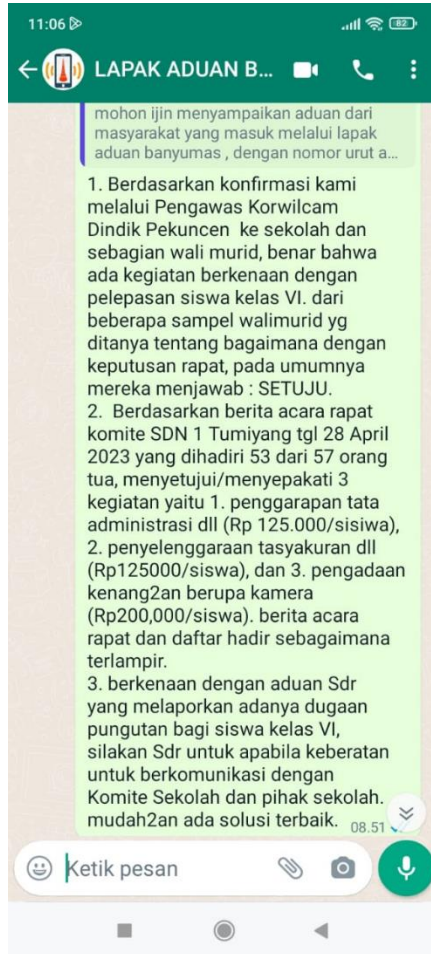 11:06
82
LAPAK ADUAN B...
mohon ijin menyampaikan aduan dari
masyarakat yang masuk melalui lapak
aduan banyumas , dengan nomor urut a...
1. Berdasarkan konfirmasi kami
melalui Pengawas Korwilcam
Dindik Pekuncen ke sekolah dan
sebagian wali murid, benar bahwa
ada kegiatan berkenaan dengan
pelepasan siswa kelas VI. dari
beberapa sampel walimurid yg
ditanya tentang bagaimana dengan
keputusan rapat, pada umumnya
mereka menjawab : SETUJU.
2. Berdasarkan berita acara rapat
komite SDN 1 Tumiyang tgl 28 April
2023 yang dihadiri 53 dari 57 orang
tua, menyetujui/menyepakati 3
kegiatan yaitu 1. penggarapan tata
administrasi dll (Rp 125.000/sisiwa),
2. penyelenggaraan tasyakuran dll
(Rp125000/siswa), dan 3. pengadaan
kenang2an berupa kamera
(Rp200,000/siswa). berita acara
rapat dan daftar hadir sebagaimana
terlampir.
3. berkenaan dengan aduan Sdr
yang melaporkan adanya dugaan
pungutan bagi siswa kelas VI,
silakan Sdr untuk apabila keberatan
untuk berkomunikasi dengan
Komite Sekolah dan pihak sekolah.
mudah2an ada solusi terbaik.
08.51
Ketik pesan